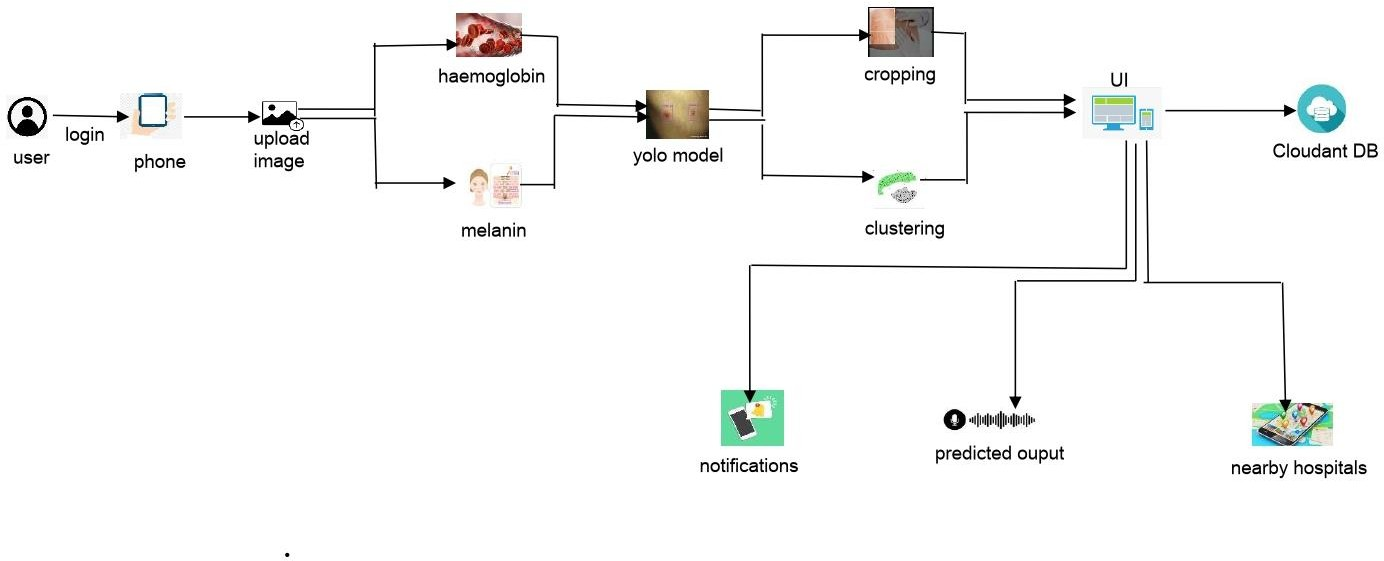 haemoglobin
cropping
UI
login
user
phone
upload
image
yolo model
Cloudant DB
melanin
clustering
notifications
predicted ouput
nearby hospitals